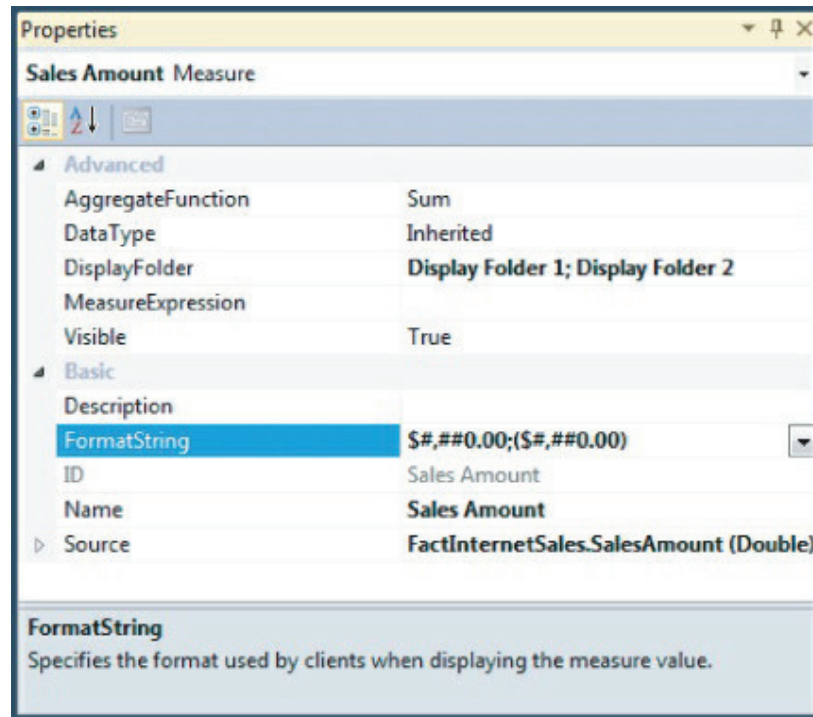 Properties
Sales Amount Measure
Advanced
AggregateFunction Sum
DataType Inherited
DisplayFolder Display Folder 1; Display Folder 2
MeasureExpression
Visible True
Basic
Description
FormatString $#,##0.00;($#,##0.00)
ID Sales Amount
Name Sales Amount
Source FactInternetSales.SalesAmount (Double)
FormatString
Specifies the format used by clients when displaying the measure value.